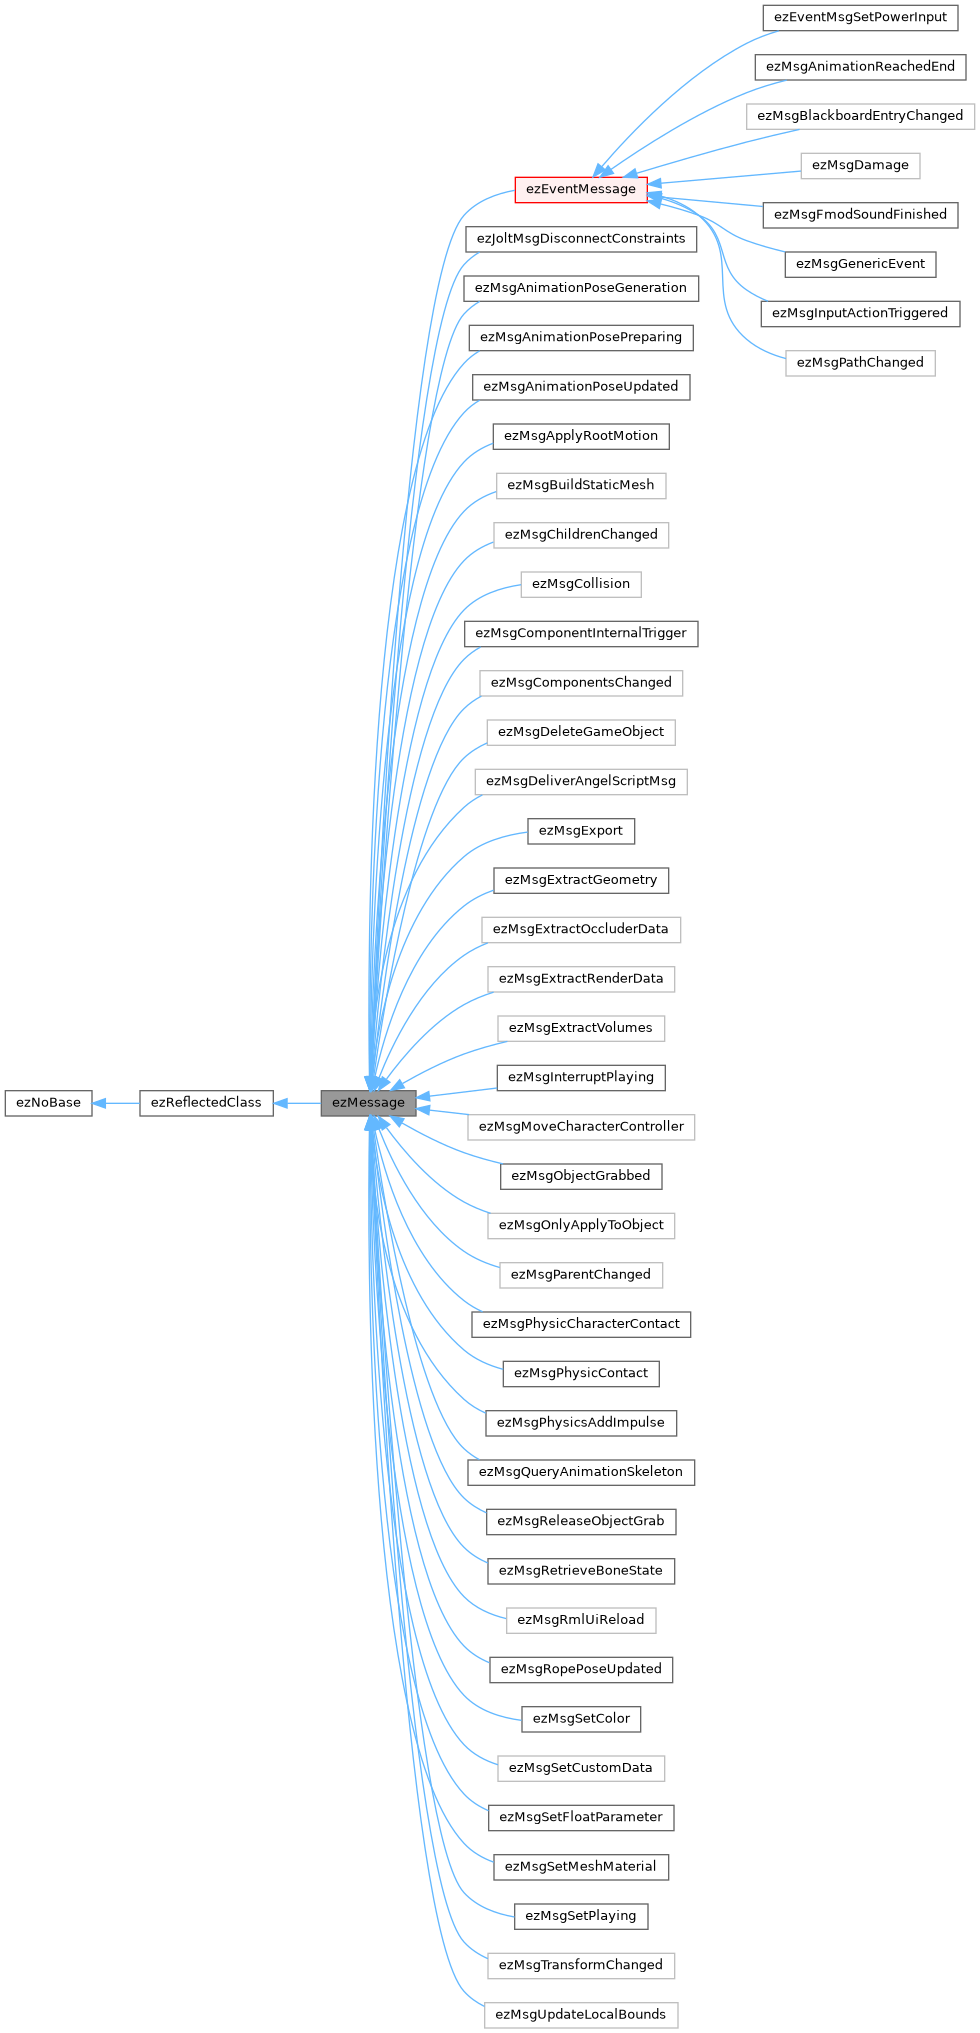 ezNoBase
ezReflectedClass
ezMessage
ezEventMessage
ezEventMsgSetPowerInput
ezMsgAnimationReachedEnd
ezMsgBlackboardEntryChanged
ezMsgDamage
ezMsgFmodSoundFinished
ezMsgGenericEvent
ezMsgInputActionTriggered
ezMsgPathChanged
ezJoltMsgDisconnectConstraints
ezMsgAnimationPoseGeneration
ezMsgAnimationPosePreparing
ezMsgAnimationPoseUpdated
ezMsgApplyRootMotion
ezMsgBuildStaticMesh
ezMsgChildrenChanged
ezMsgCollision
ezMsgComponentInternalTrigger
ezMsgComponentsChanged
ezMsgDeleteGameObject
ezMsgDeliverAngelScriptMsg
ezMsgExport
ezMsgExtractGeometry
ezMsgExtractOccluderData
ezMsgExtractRenderData
ezMsgExtractVolumes
ezMsgInterruptPlaying
ezMsgMoveCharacterController
ezMsgObjectGrabbed
ezMsgOnlyApplyToObject
ezMsgParentChanged
ezMsgPhysicCharacterContact
ezMsgPhysicContact
ezMsgPhysicsAddImpulse
ezMsgQueryAnimationSkeleton
ezMsgReleaseObjectGrab
ezMsgRetrieveBoneState
ezMsgRmlUiReload
ezMsgRopePoseUpdated
ezMsgSetColor
ezMsgSetCustomData
ezMsgSetFloatParameter
ezMsgSetMeshMaterial
ezMsgSetPlaying
ezMsgTransformChanged
ezMsgUpdateLocalBounds